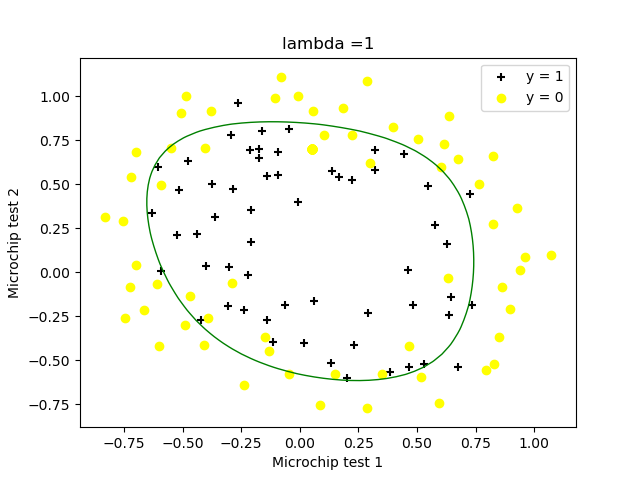 lambda =1
y = 1
y = 0
Microchip test 2
1.00
0.75
0.50
0.25
0.00
−0.25
−0.50
−0.75
−0.75 −0.50 −0.25 0.00 0.25 0.50 0.75 1.00
Microchip test 1